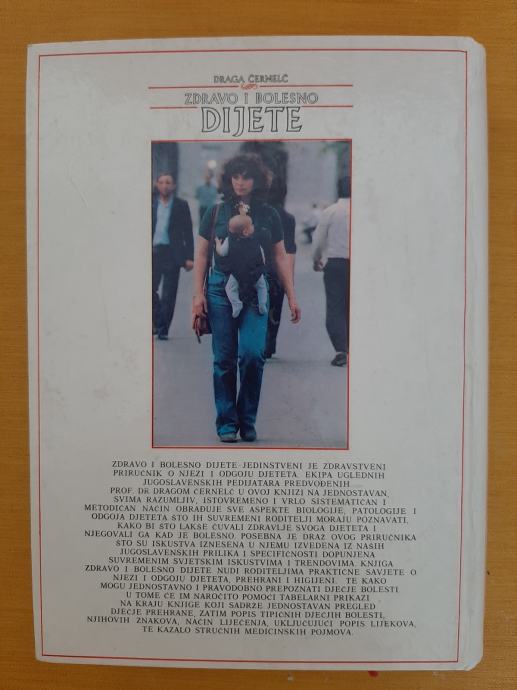 DRAGA ČERNELČ
ZDRAVO I BOLESNO
DIJETE
ZDRAVO I BOLESNO DIJETE-JEDINSTVENI JE ZDRAVSTVENI
PRIRUČNIK O NJEZI I ODGOJU DJETETA. EKIPA UGLEDNIH
JUGOSLAVENSKIH PEDIJATARA PREDVOĐENIH
PROF. DR. DRAGOM ČERNELČ U OVOJ KNJIZI NA JEDNOSTAVAN,
SVIMA RAZUMLJIV, ISTOVREMENO I VRLO SISTEMATIČAN I
METODIČAN NAČIN OBRAĐUJE SVE ASPEKTE BIOLOGIJE, PATOLOGIJE I
ODGOJA DJETETA ŠTO IH SUVREMENI RODITELJI MORAJU POZNAVATI,
KAKO BI ŠTO LAKŠE ČUVALI ZDRAVLJE SVOGA DJETETA I
NJEGOVALI GA KAD JE BOLESNO. POSEBNA JE DRAŽ OVOG PRIRUČNIKA
ŠTO SU ISKUSTVA IZNESENA U NJEMU IZVEDENA IZ NAŠIH
JUGOSLAVENSKIH PRILIKA I SPECIFIČNOSTI DOPUNJENA
SUVREMENIM SVJETSKIM ISKUSTVIMA I TRENDOVIMA. KNJIGA
ZDRAVO I BOLESNO DIJETE NUDI RODITELJIMA PRAKTIČNE SAVJETE O
NJEZI I ODGOJU DJETETA, PREHRANI I HIGIJENI, TE KAKO
MOGU JEDNOSTAVNO I PRAVODOBNO PREPOZNATI DJEČJE BOLESTI
U TOME ĆE IM NAROČITO POMOĆI TABELARNI PRIKAZI
NA KRAJU KNJIGE KOJI SADRŽE JEDNOSTAVAN PREGLED
DJEČJE PREHRANE, ZATIM POPIS TIPIČNIH DJEČJIH BOLESTI,
NJIHOVIH ZNAKOVA, NAČIN LIJEČENJA, UKLJUČUJUĆI POPIS LIJEKOVA,
TE KAZALO STRUČNIH MEDICINSKIH POJMOVA.